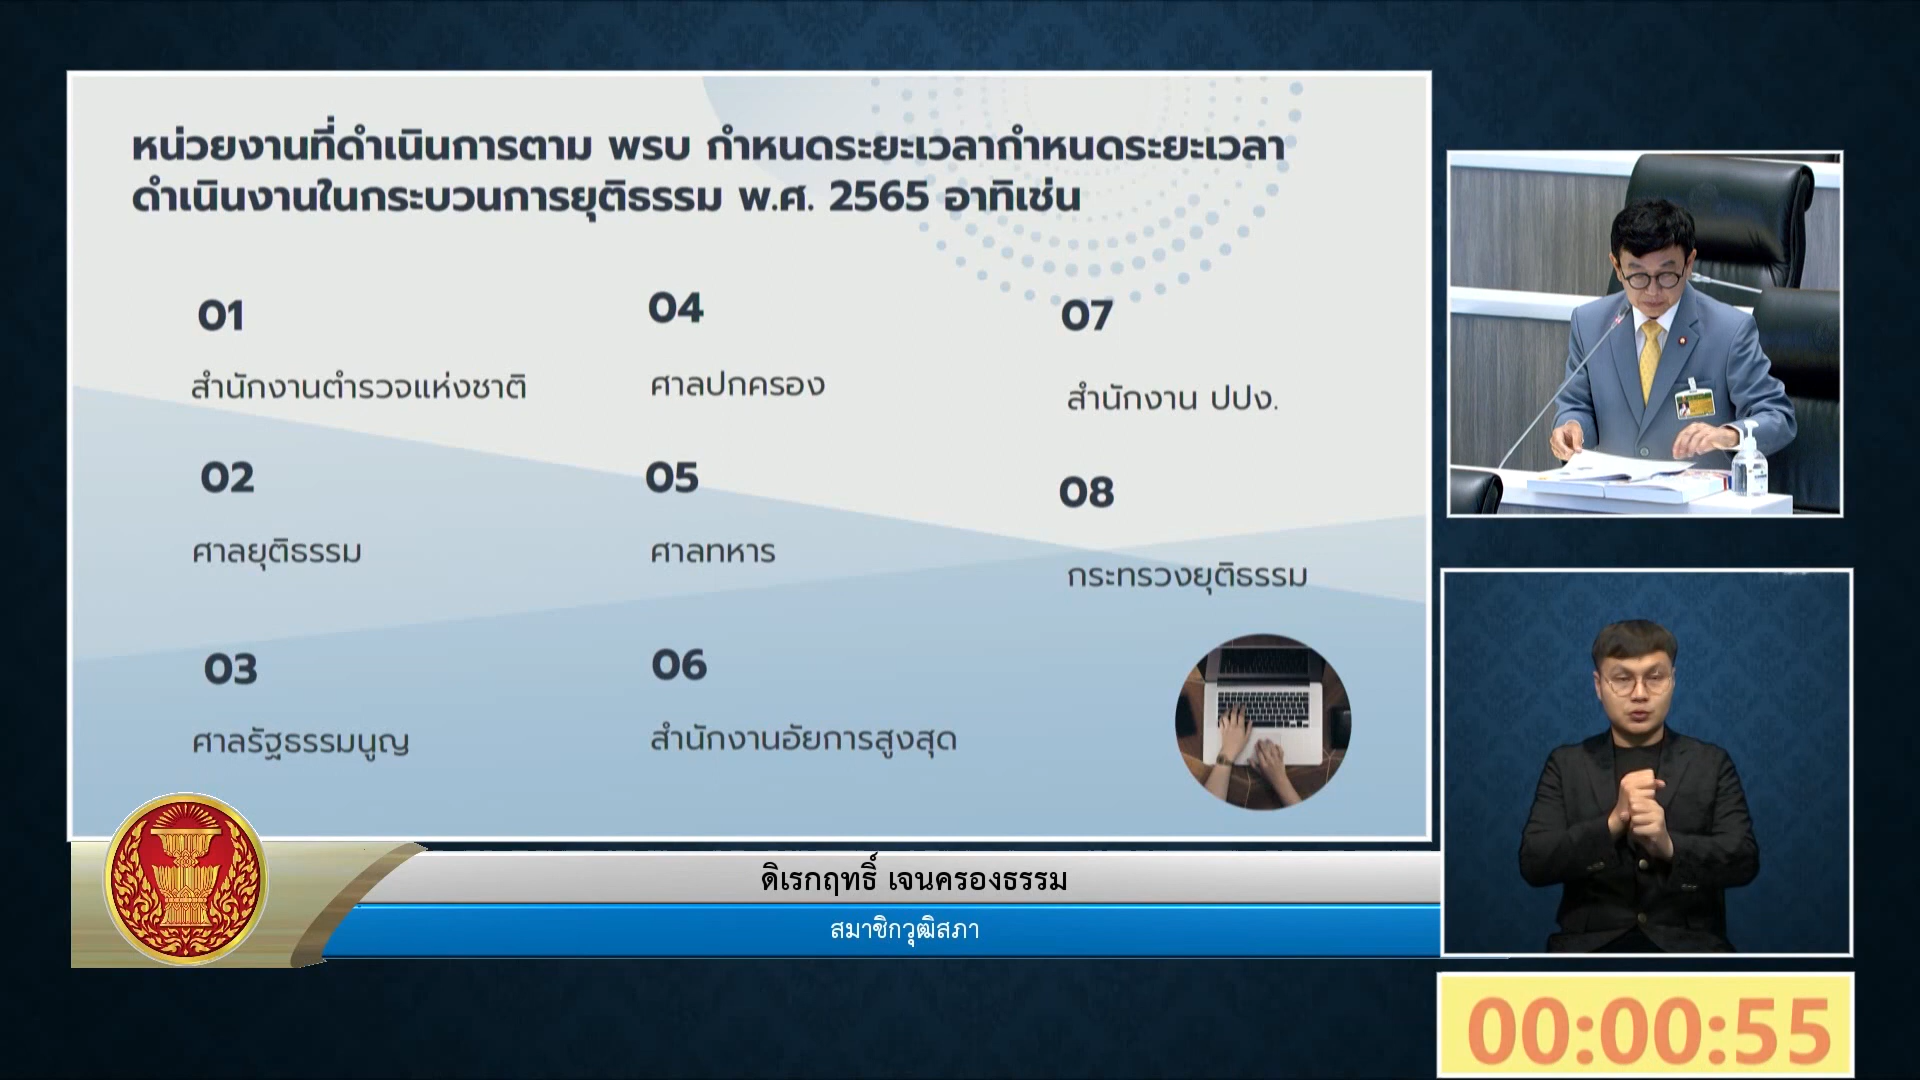 หน่วยงานที่ดำเนินการตาม พรบ กำหนดระยะเวลากำหนดระยะเวลา
ดำเนินงานในกระบวนการยุติธรรม พ.ศ. 2565 อาทิเช่น
01
สำนักงานตำรวจแห่งชาติ
02
ศาลยุติธรรม
03
ศาลรัฐธรรมนูญ
04
ศาลปกครอง
05
ศาลทหาร
06
สำนักงานอัยการสูงสุด
07
สำนักงาน ปปง.
08
กระทรวงยุติธรรม
ดิเรกฤทธิ์ เจนครองธรรม
สมาชิกวุฒิสภา
00:00:55